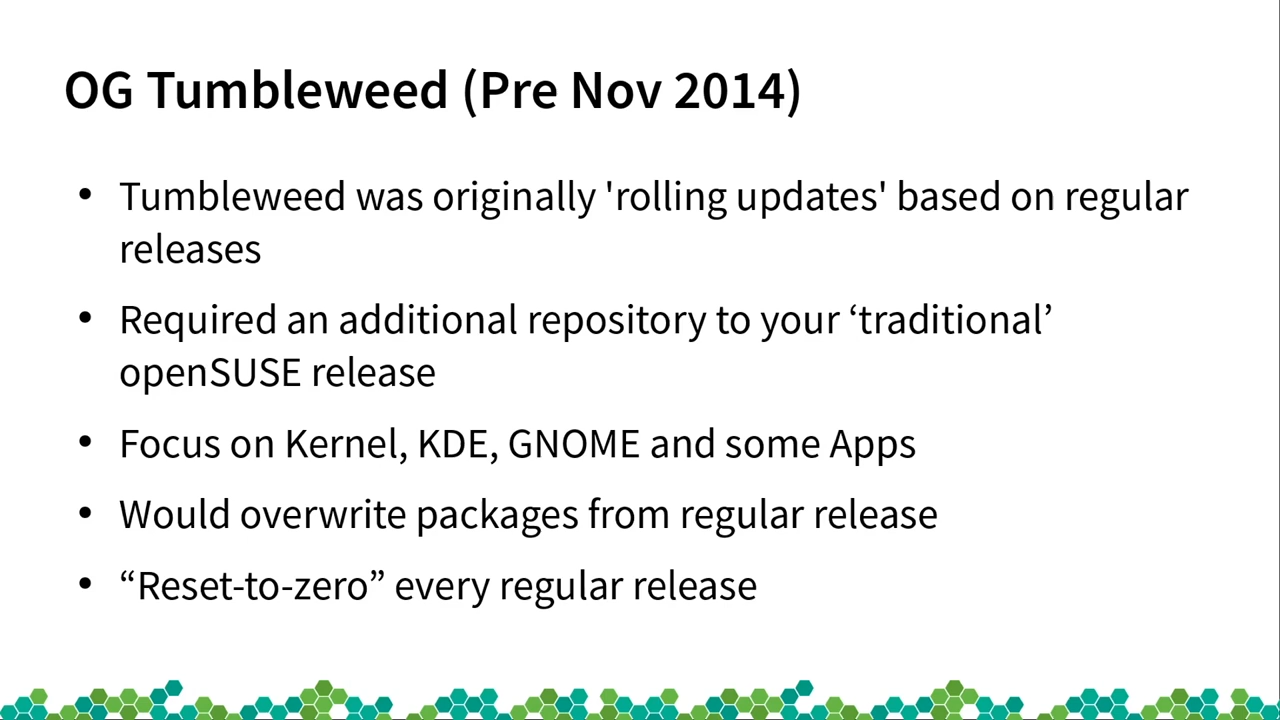 OG Tumbleweed (Pre Nov 2014)
• Tumbleweed was originally 'rolling updates' based on regular
releases
• Required an additional repository to your ‘traditional’
openSUSE release
• Focus on Kernel, KDE, GNOME and some Apps
• Would overwrite packages from regular release
• “Reset-to-zero” every regular release